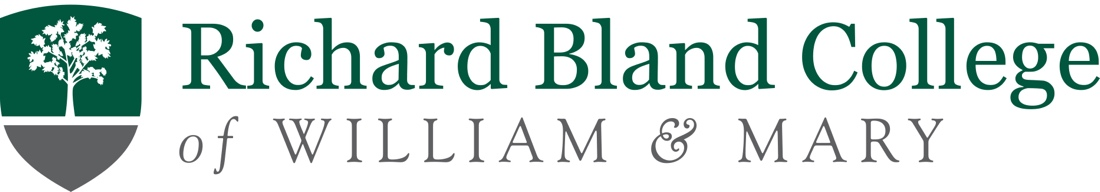 Richard Bland College
of WILLIAM & MARY